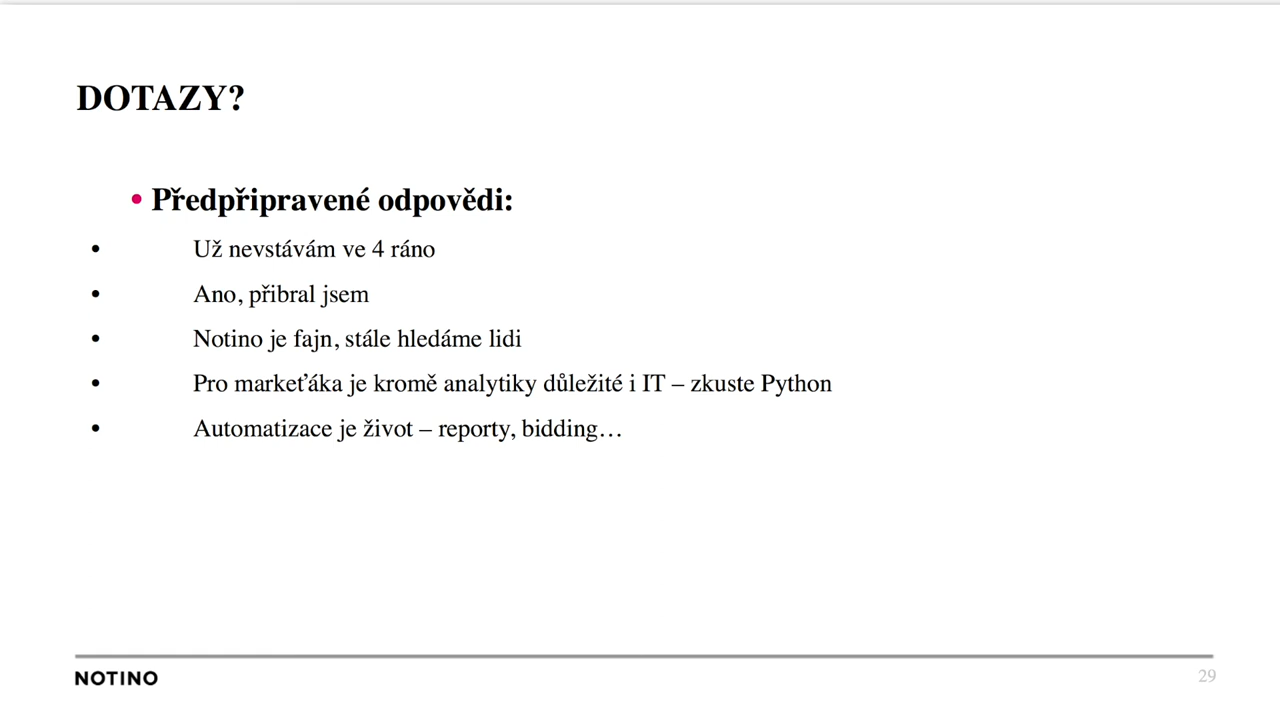 DOTAZY?
• Předpřipravené odpovědi:
• Už nevstávám ve 4 ráno
• Ano, přibral jsem
• Notino je fajn, stále hledáme lidi
• Pro markeťáka je kromě analytiky důležité i IT – zkuste Python
• Automatizace je život – reporty, bidding…
NOTINO
29